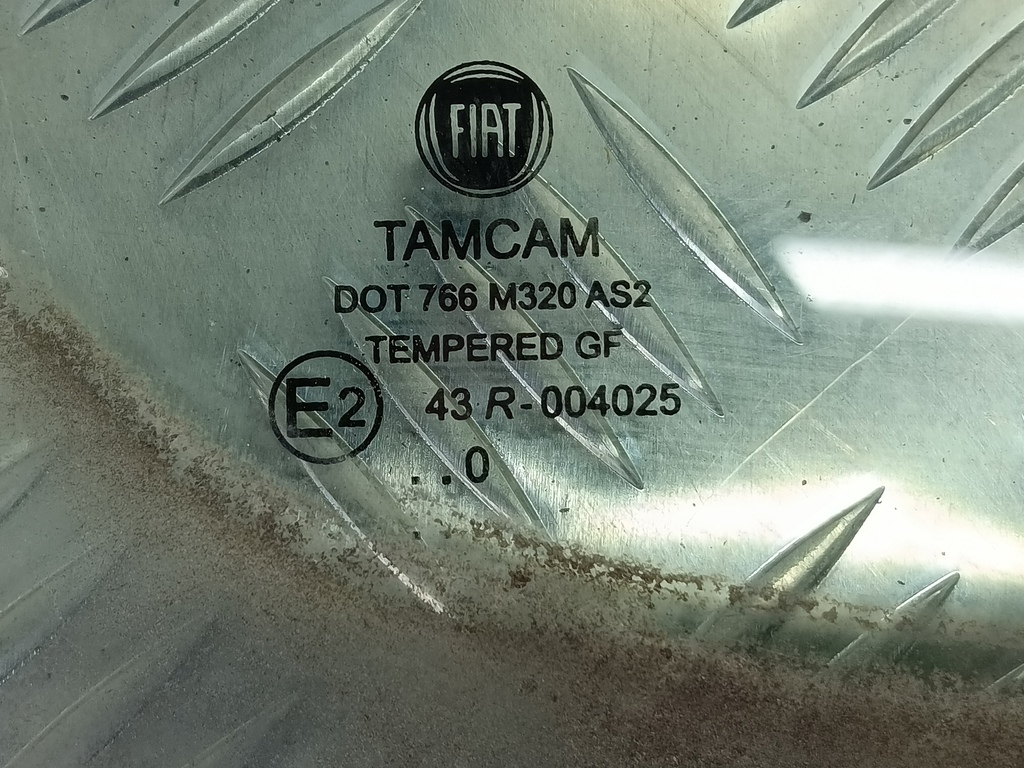 FIAT
TAMCAM
DOT 766 M320 AS2
TEMPERED GF
E2 43 R-004025
. . 0